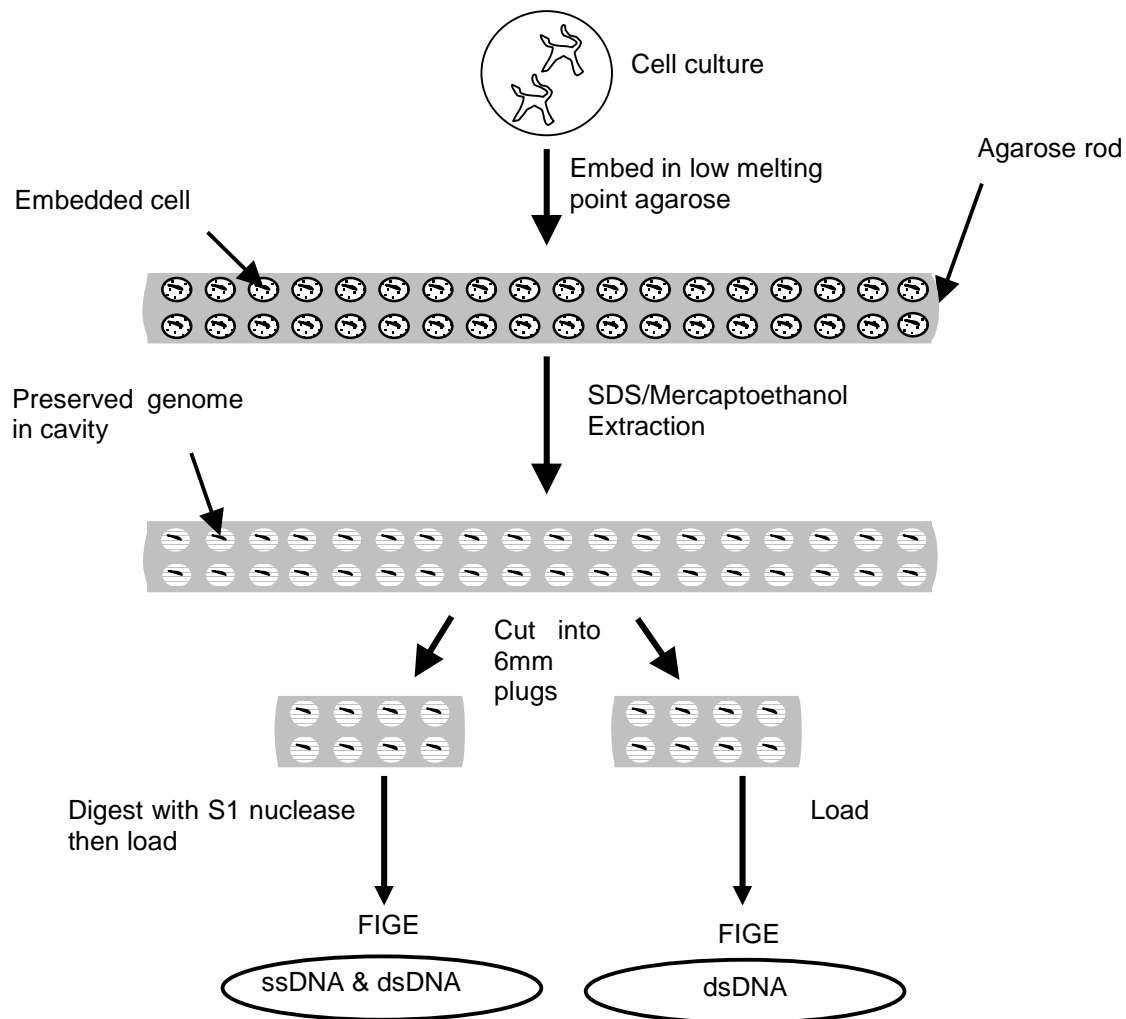 Cell culture
Embed in low melting
point agarose
Agarose rod
Embedded cell
SDS/Mercaptoethanol
Extraction
Preserved genome
in cavity
Cut into
6mm
plugs
Digest with S1 nuclease
then load
Load
FIGE
FIGE
ssDNA & dsDNA
dsDNA